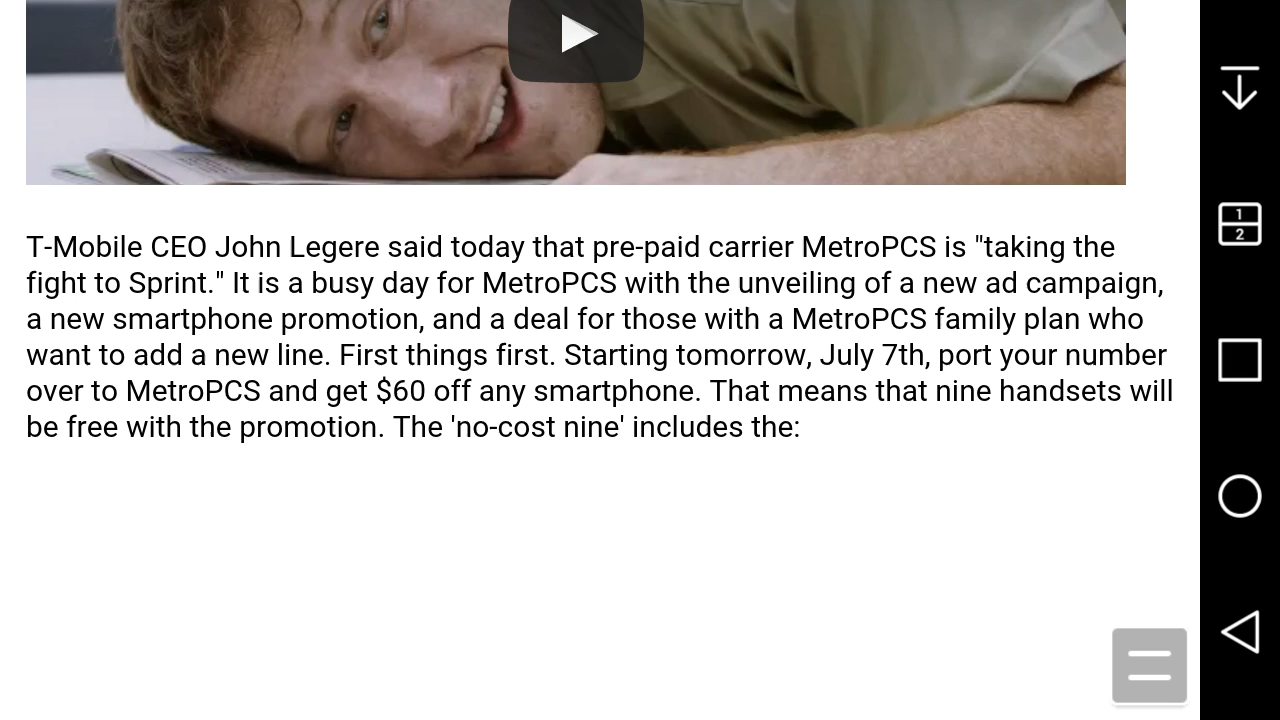 T-Mobile CEO John Legere said today that pre-paid carrier MetroPCS is "taking the
fight to Sprint." It is a busy day for MetroPCS with the unveiling of a new ad campaign,
a new smartphone promotion, and a deal for those with a MetroPCS family plan who
want to add a new line. First things first. Starting tomorrow, July 7th, port your number
over to MetroPCS and get $60 off any smartphone. That means that nine handsets will
be free with the promotion. The 'no-cost nine' includes the:
1
2